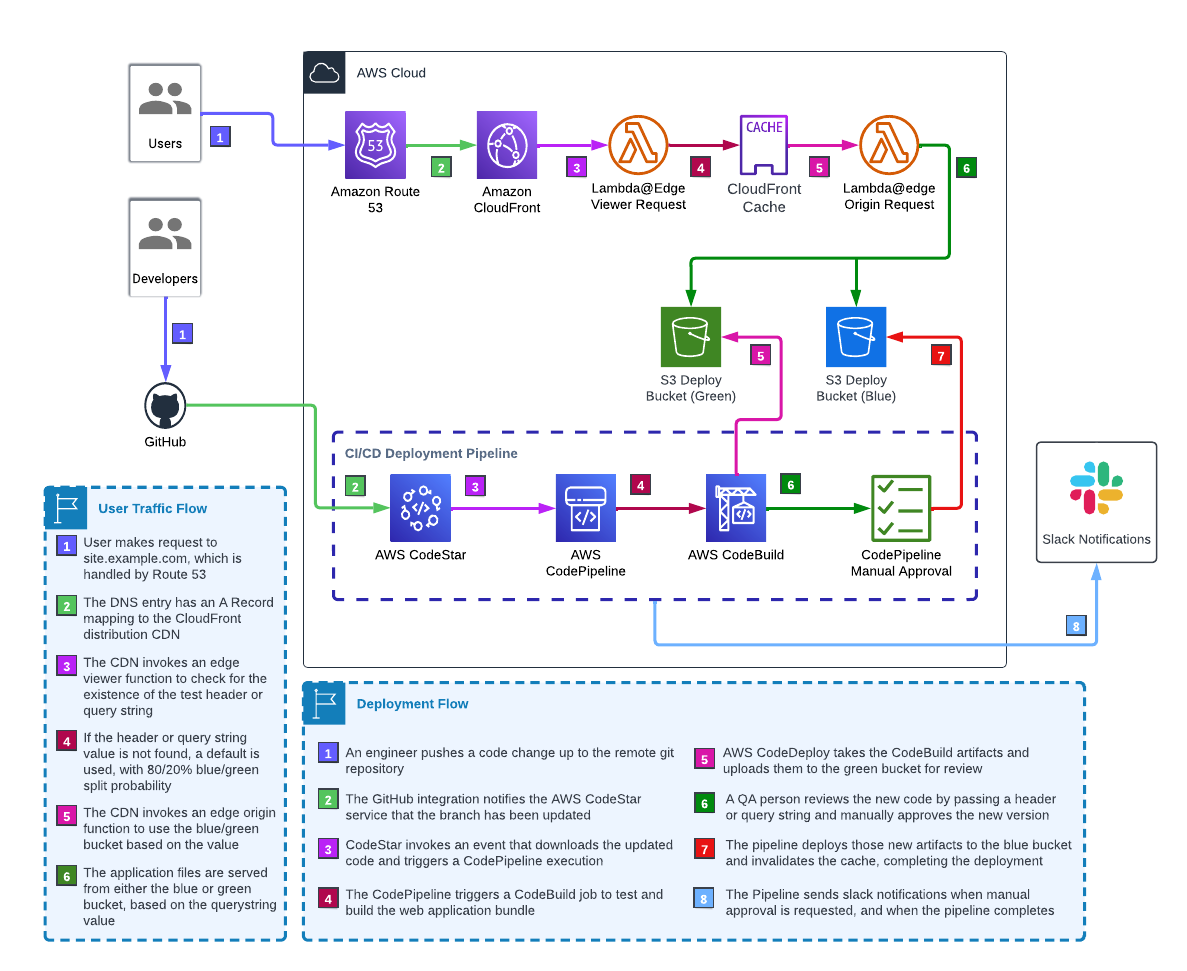 AWS Cloud
Users
1
53
Amazon Route
53
2
Amazon
CloudFront
3
Lambda@Edge
Viewer Request
4
CACHE
CloudFront
Cache
5
Lambda@edge
Origin Request
6
Developers
1
GitHub
S3 Deploy
Bucket (Green)
5
S3 Deploy
Bucket (Blue)
7
CI/CD Deployment Pipeline
2
AWS CodeStar
3
AWS
CodePipeline
4
AWS CodeBuild
6
CodePipeline
Manual Approval
Slack Notifications
8
User Traffic Flow
1
User makes request to
site.example.com, which is
handled by Route 53
2
The DNS entry has an A Record
mapping to the CloudFront
distribution CDN
3
The CDN invokes an edge
viewer function to check for the
existence of the test header or
query string
4
If the header or query string
value is not found, a default is
used, with 80/20% blue/green
split probability
5
The CDN invokes an edge origin
function to use the blue/green
bucket based on the value
6
The application files are served
from either the blue or green
bucket, based on the querystring
value
Deployment Flow
1
An engineer pushes a code change up to the remote git
repository
2
The GitHub integration notifies the AWS CodeStar
service that the branch has been updated
3
CodeStar invokes an event that downloads the updated
code and triggers a CodePipeline execution
4
The CodePipeline triggers a CodeBuild job to test and
build the web application bundle
5
AWS CodeDeploy takes the CodeBuild artifacts and
uploads them to the green bucket for review
6
A QA person reviews the new code by passing a header
or query string and manually approves the new version
7
The pipeline deploys those new artifacts to the blue bucket
and invalidates the cache, completing the deployment
8
The Pipeline sends slack notifications when manual
approval is requested, and when the pipeline completes